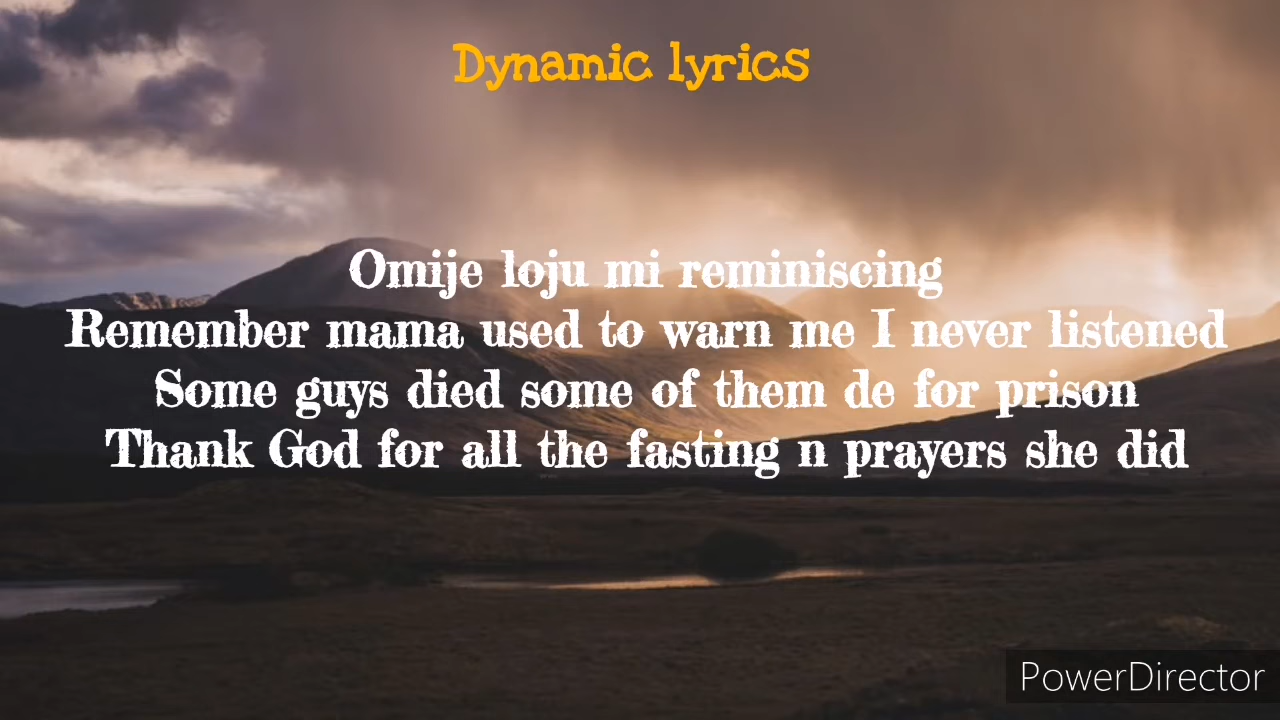 Dynamic lyrics
Omije loju mi reminiscing
Remember mama used to warn me I never listened
Some guys died some of them de for prison
Thank God for all the fasting n prayers she did
PowerDirector